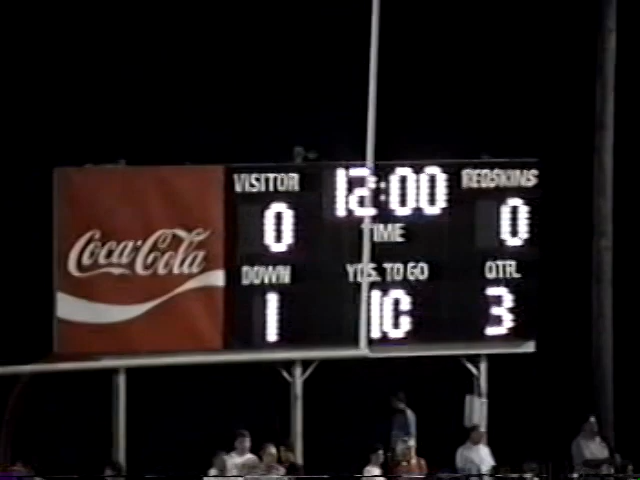 VISITOR 12:00 REDSKINS
0 TIME 0
Coca-Cola
DOWN YDS. TO GO QTR.
1 10 3